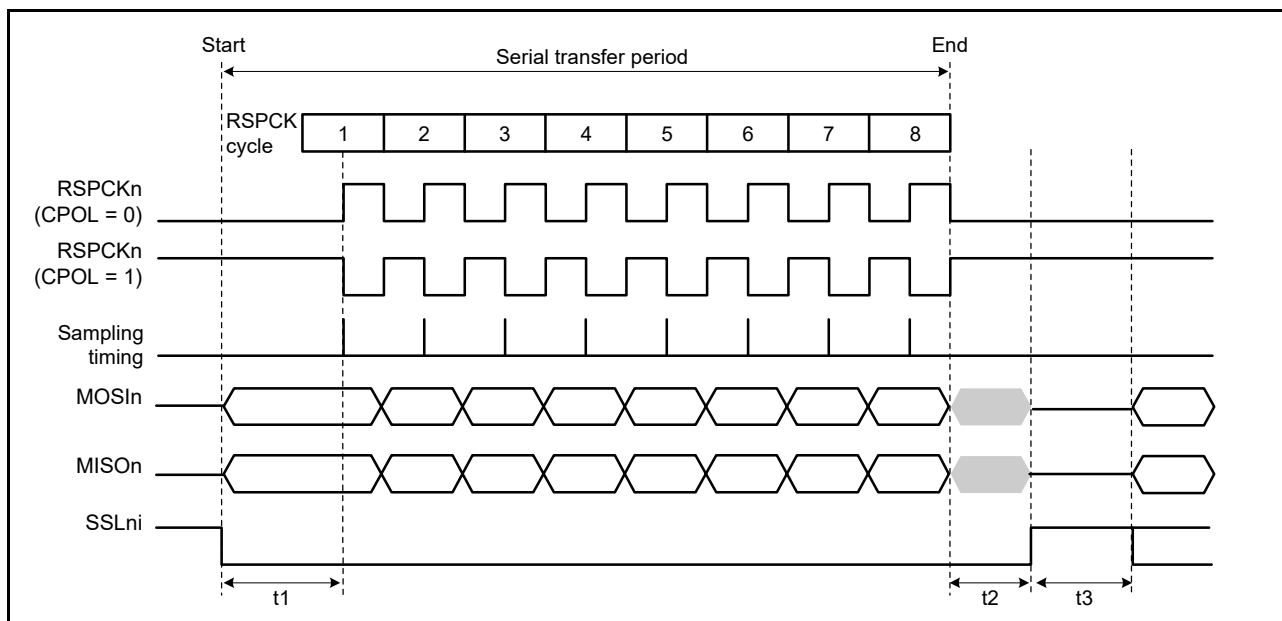 Start
End
Serial transfer period
RSPCK
cycle
1 2 3 4 5 6 7 8
RSPCKn
(CPOL = 0)
RSPCKn
(CPOL = 1)
Sampling
timing
MOSIn
MISOn
SSLni
t1
t2
t3